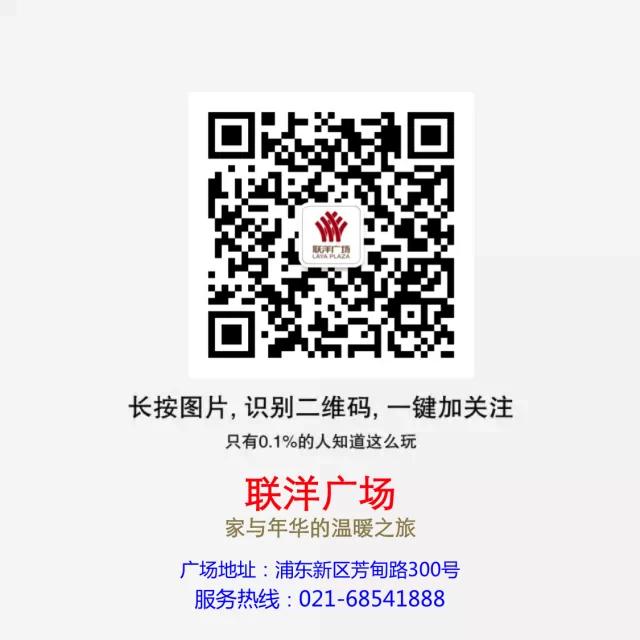 联洋广场
LAYA PLAZA
长按图片, 识别二维码, 一键加关注
只有0.1%的人知道这么玩
联洋广场
家与年华的温暖之旅
广场地址：浦东新区芳甸路300号
服务热线：021-68541888